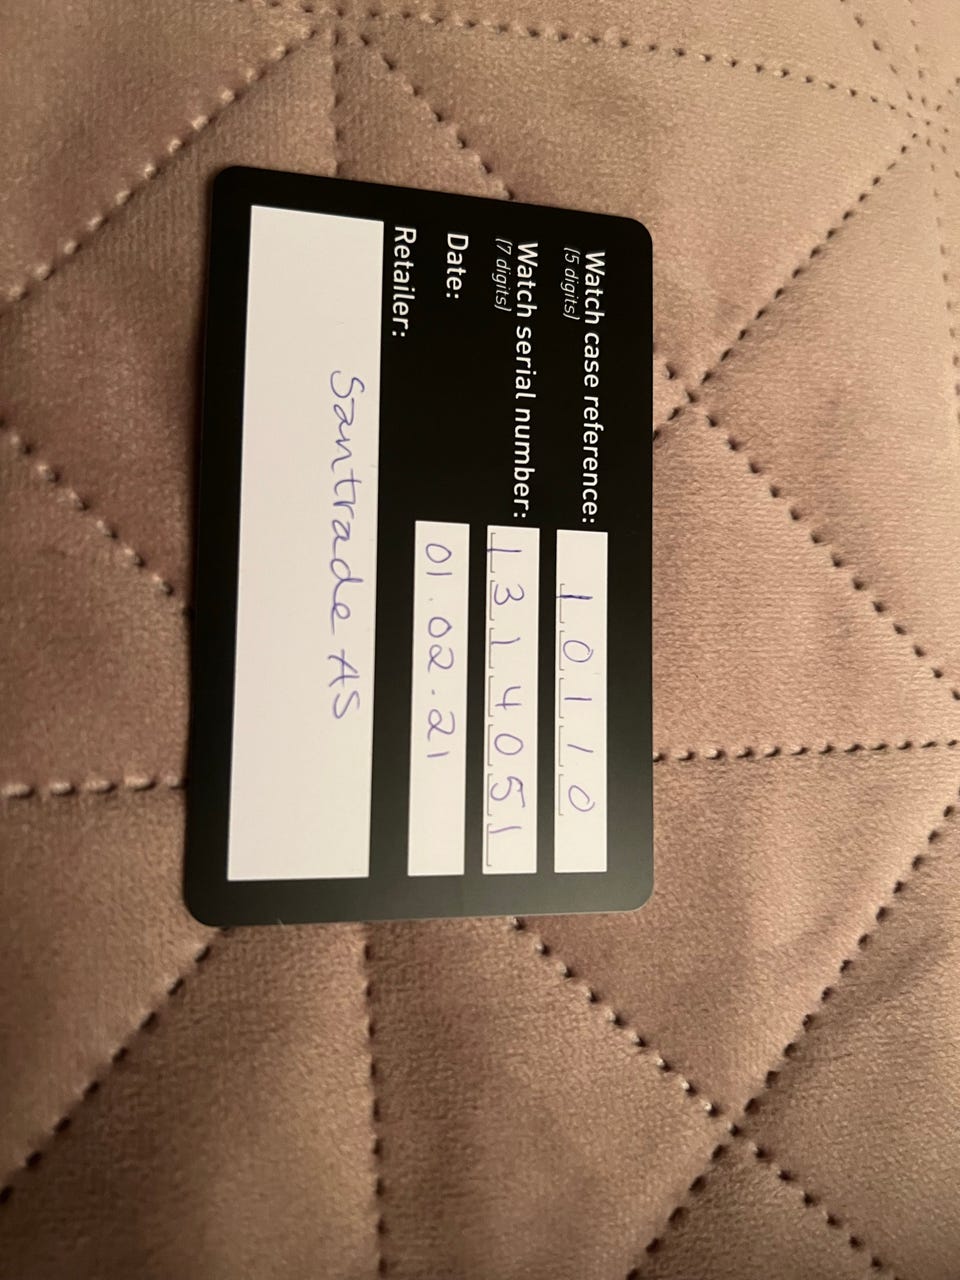 Watch case reference: 10110
(5 digits)
Watch serial number: 1314051
(7 digits)
Date: 01.02.21
Retailer:
Santrade AS